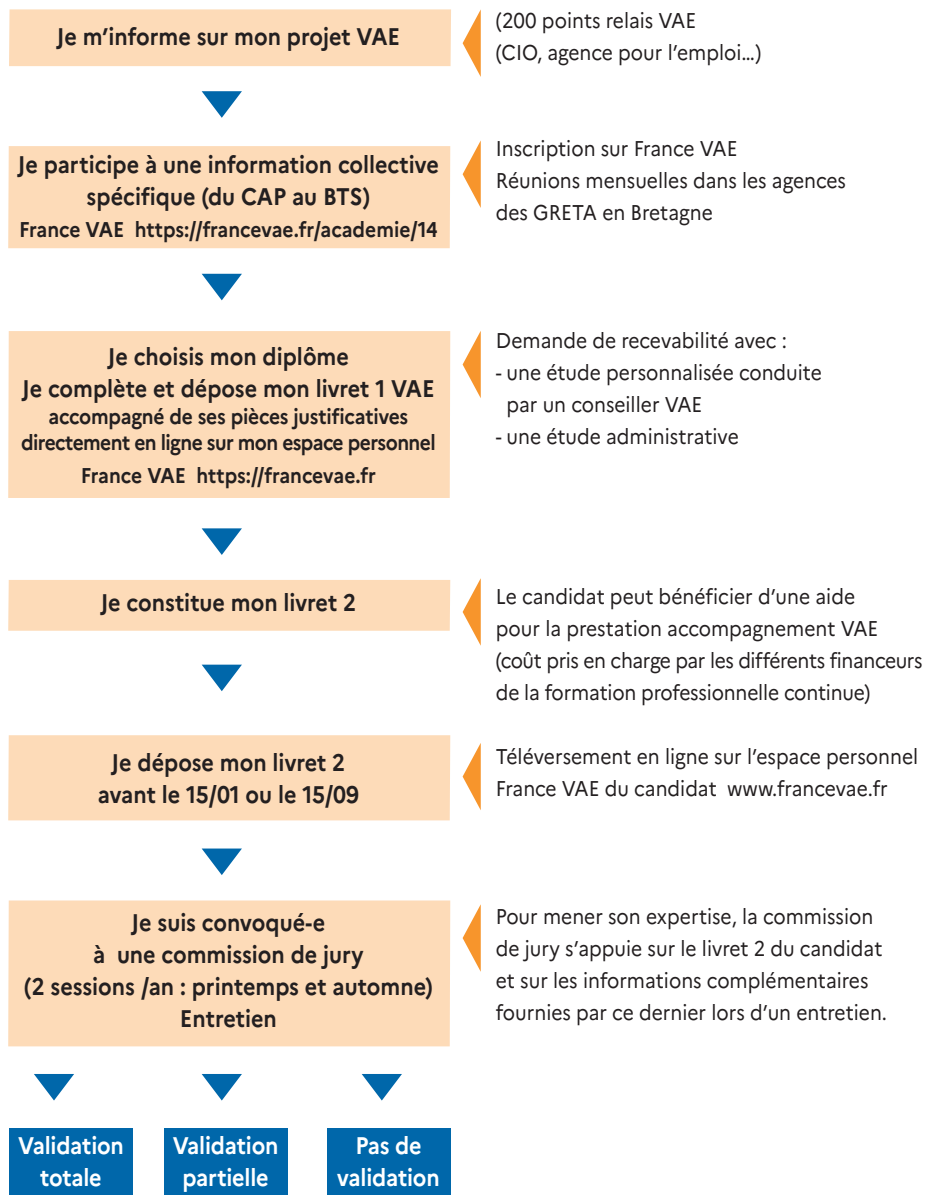 Je m'informe sur mon projet VAE
(200 points relais VAE
(CIO, agence pour l'emploi…)
Je participe à une information collective
spécifique (du CAP au BTS)
France VAE https://francevae.fr/academie/14
Inscription sur France VAE
Réunions mensuelles dans les agences
des GRETA en Bretagne
Je choisis mon diplôme
Je complète et dépose mon livret 1 VAE
accompagné de ses pièces justificatives
directement en ligne sur mon espace personnel
France VAE https://francevae.fr
Demande de recevabilité avec :
- une étude personnalisée conduite
par un conseiller VAE
- une étude administrative
Je constitue mon livret 2
Le candidat peut bénéficier d'une aide
pour la prestation accompagnement VAE
(coût pris en charge par les différents financeurs
de la formation professionnelle continue)
Je dépose mon livret 2
avant le 15/01 ou le 15/09
Téléversement en ligne sur l'espace personnel
France VAE du candidat www.francevae.fr
Je suis convoqué-e
à une commission de jury
(2 sessions /an : printemps et automne)
Entretien
Pour mener son expertise, la commission
de jury s'appuie sur le livret 2 du candidat
et sur les informations complémentaires
fournies par ce dernier lors d'un entretien.
Validation
totale
Validation
partielle
Pas de
validation